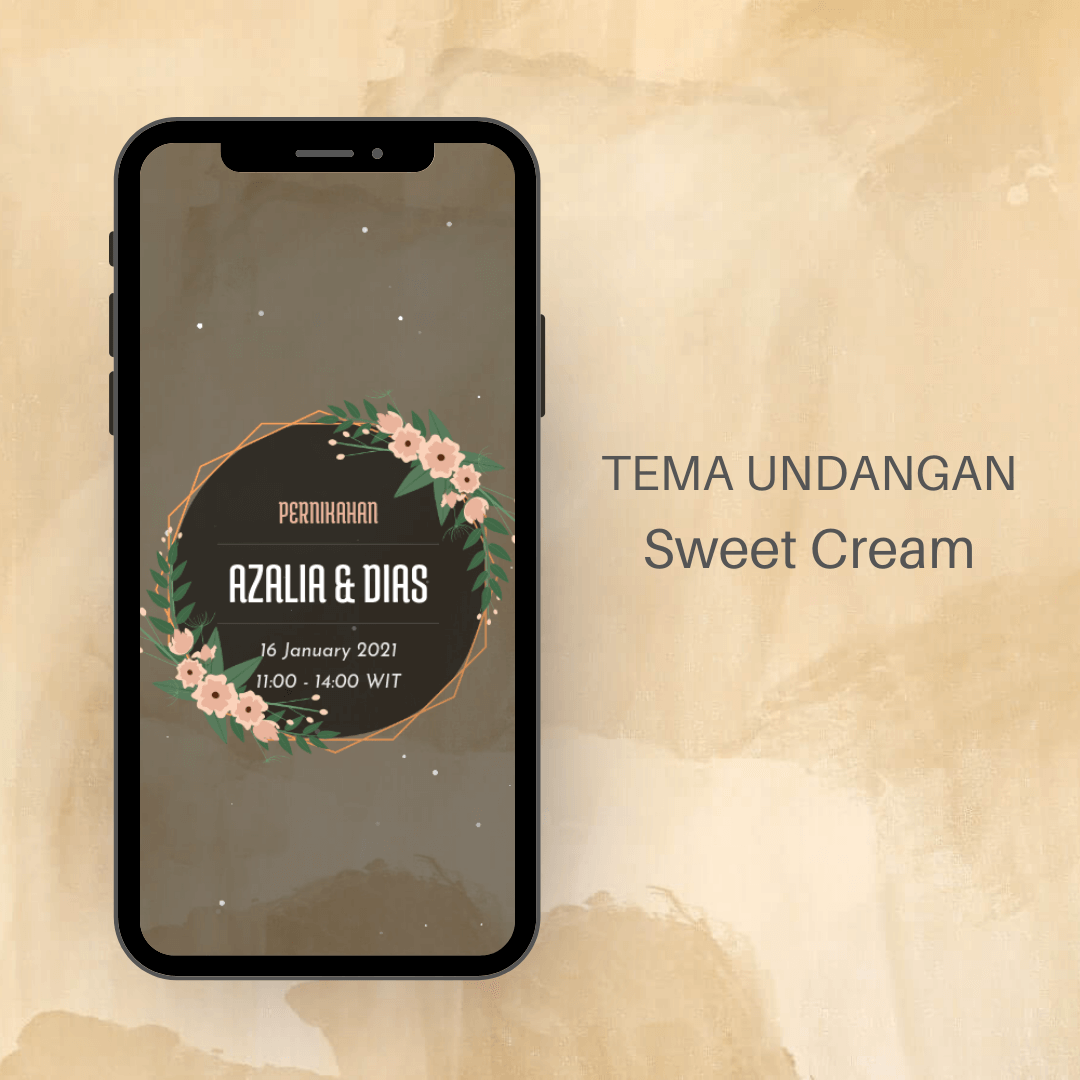 PERNIKAHAN
AZALIA & DIAS
16 January 2021
11:00 - 14:00 WIT
TEMA UNDANGAN
Sweet Cream